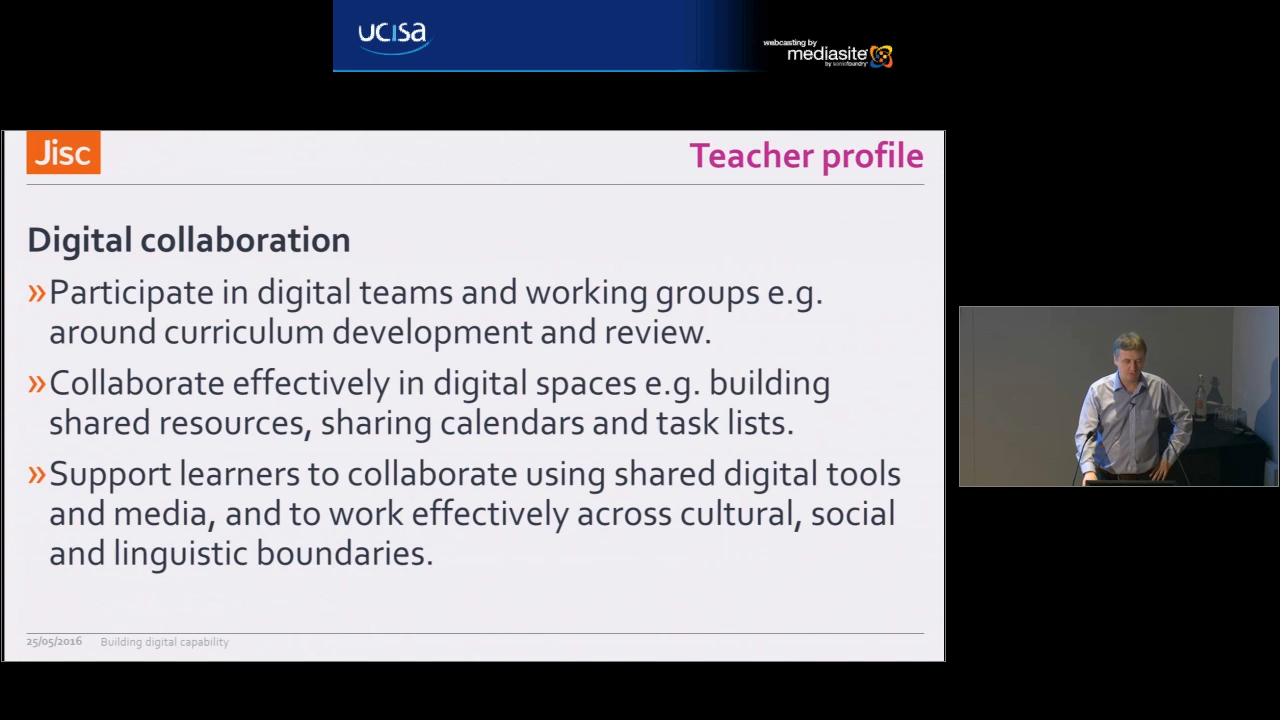 ucisa
webcasting by
mediasite
by sonicfoundry
Jisc
Teacher profile
Digital collaboration
»Participate in digital teams and working groups e.g.
around curriculum development and review.
»Collaborate effectively in digital spaces e.g. building
shared resources, sharing calendars and task lists.
»Support learners to collaborate using shared digital tools
and media, and to work effectively across cultural, social
and linguistic boundaries.
25/05/2016 Building digital capability